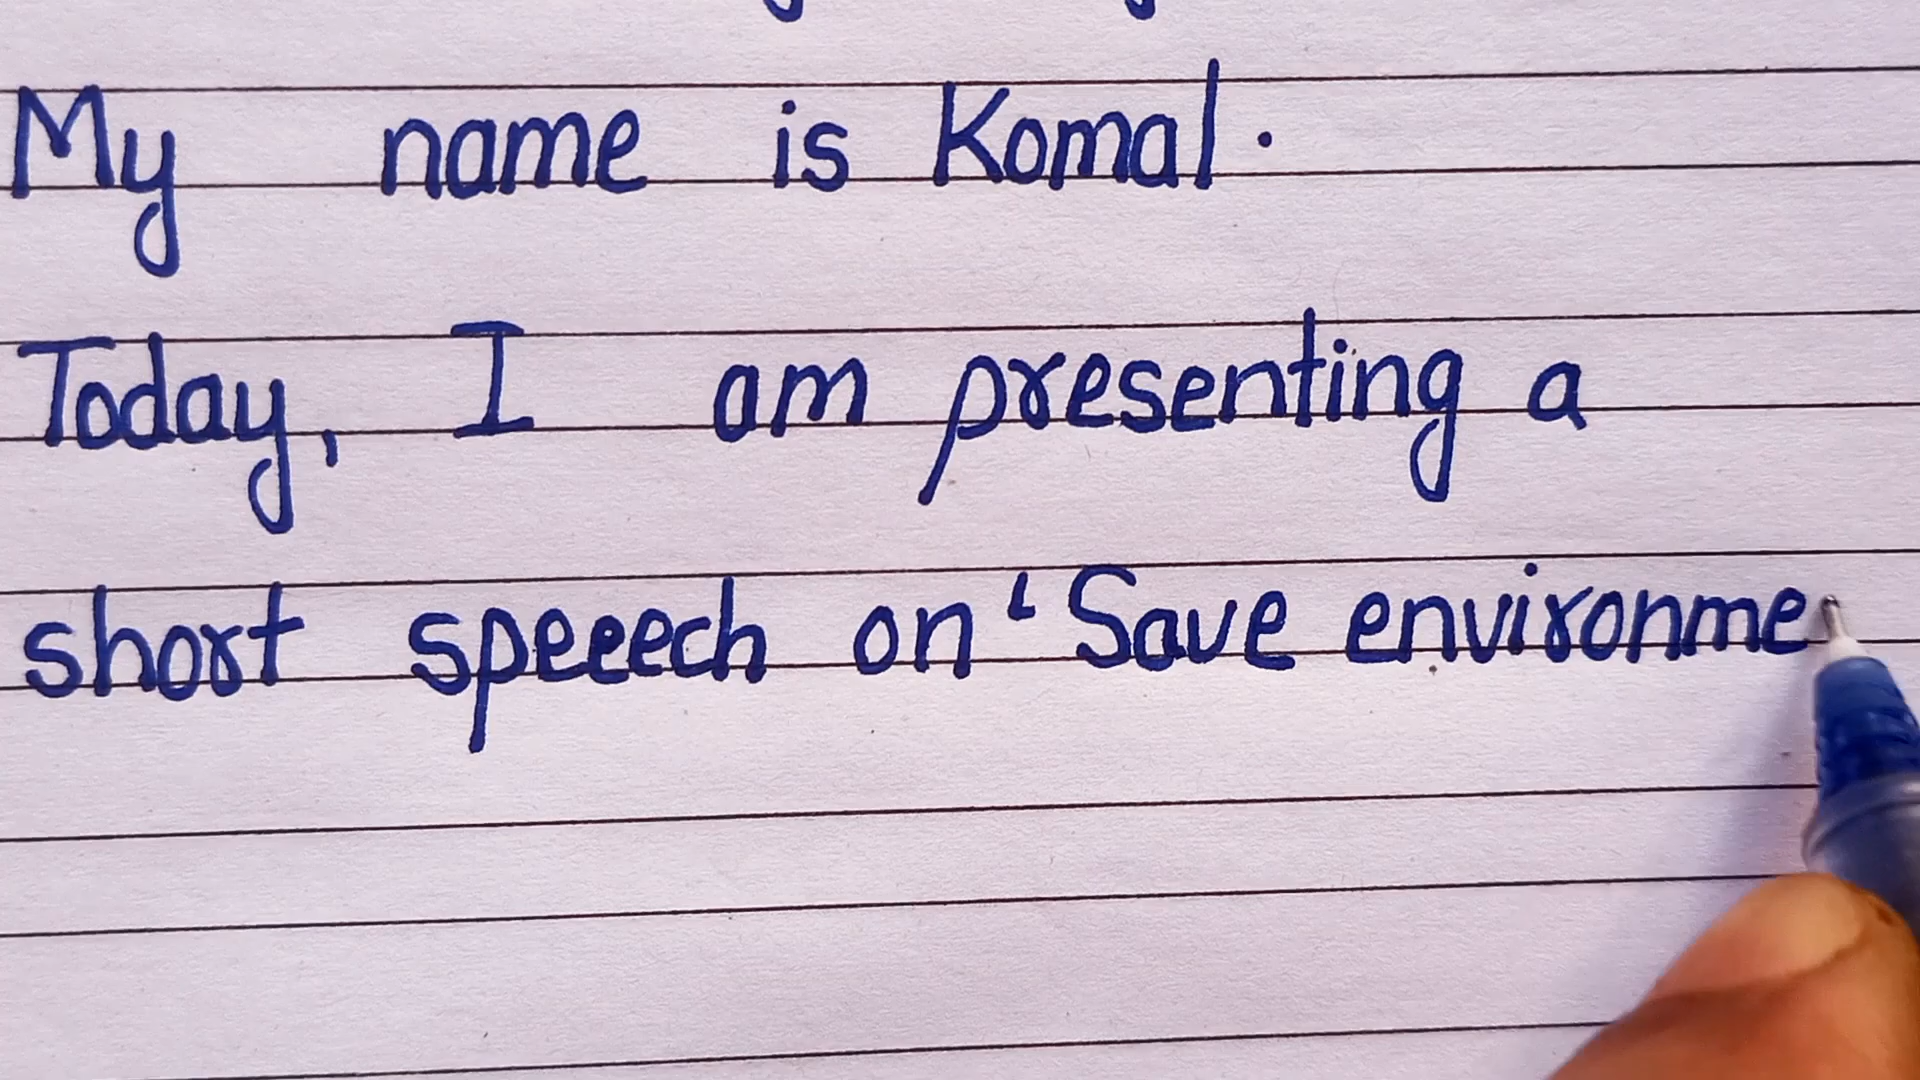 My name is Komal.
Today, I am presenting a
short speeech on ‘Save environme